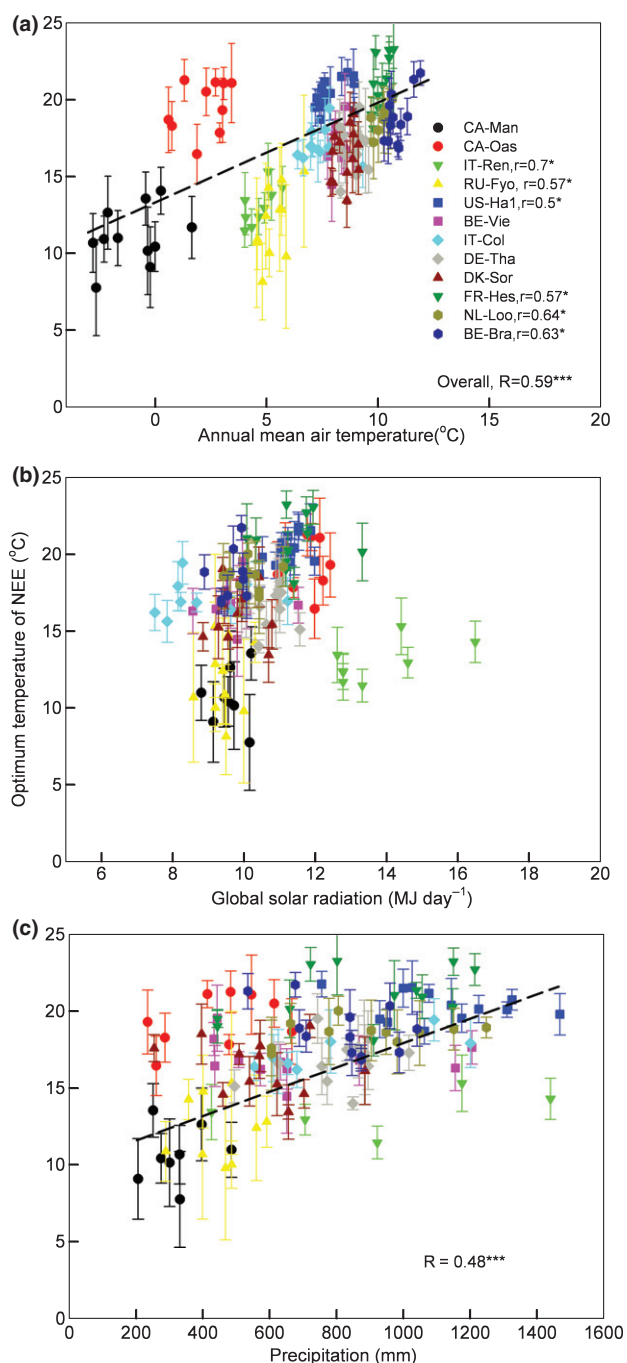 (a)
25
20
15
10
5
0
CA-Man
CA-Oas
IT-Ren,r=0.7*
RU-Fyo, r=0.57*
US-Ha1,r=0.5*
BE-Vie
IT-Col
DE-Tha
DK-Sor
FR-Hes,r=0.57*
NL-Loo,r=0.64*
BE-Bra,r=0.63*
Overall, R=0.59***
0 5 10 15 20
Annual mean air temperature(°C)
(b)
25
20
15
10
5
0
Optimum temperature of NEE (°C)
6 8 10 12 14 16 18 20
Global solar radiation (MJ day⁻¹)
(c)
25
20
15
10
5
0
R = 0.48***
0 200 400 600 800 1000 1200 1400 1600
Precipitation (mm)